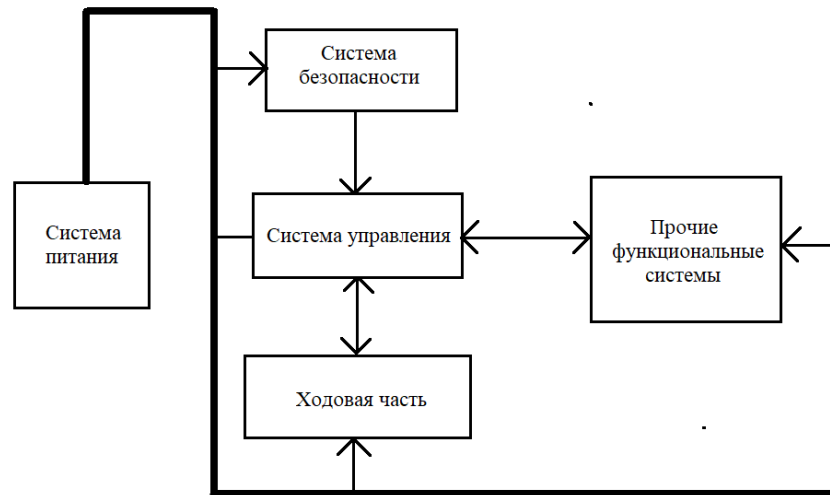 Система
безопасности
Система
питания
Система управления
Прочие
функциональные
системы
Ходовая часть